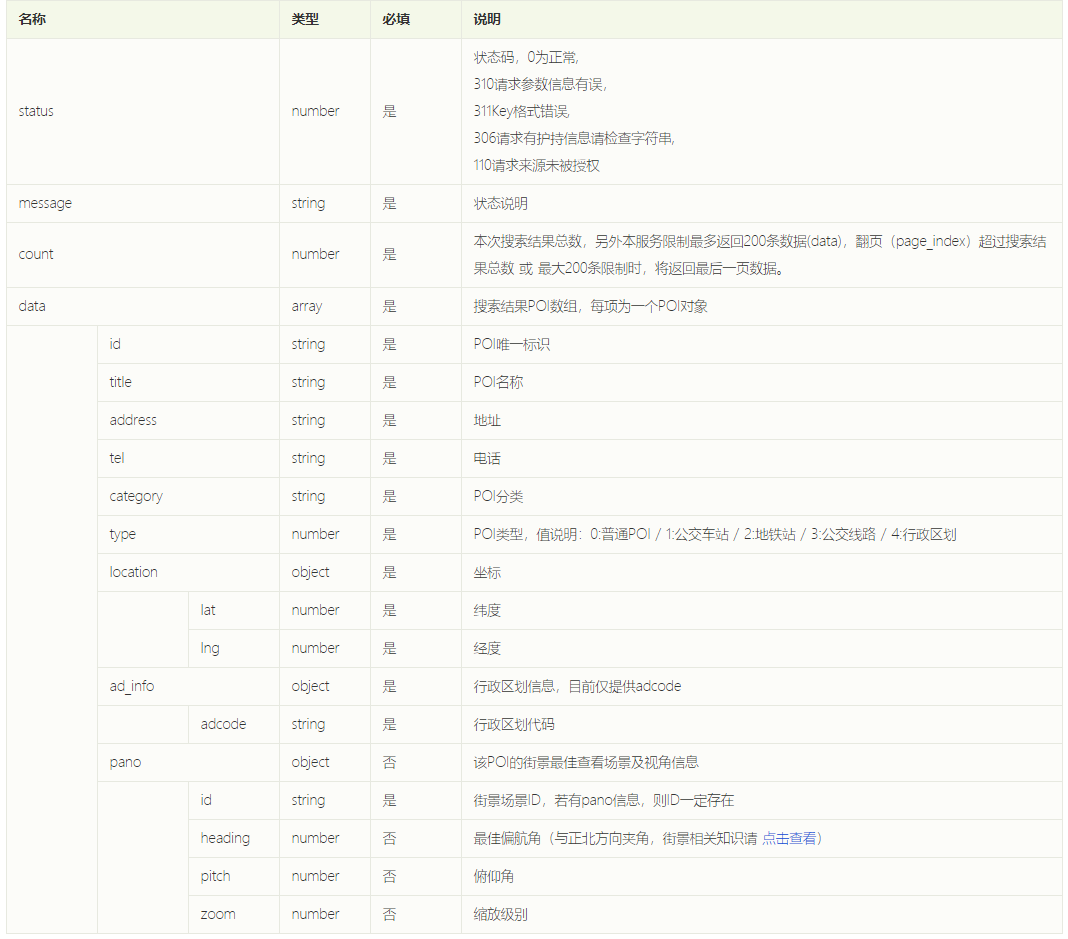 名称 类型 必填 说明
status number 是 状态码，0为正常,
310请求参数信息有误，
311Key格式错误,
306请求有护持信息请检查字符串,
110请求来源未被授权
message string 是 状态说明
count number 是 本次搜索结果总数，另外本服务限制最多返回200条数据(data)，翻页（page_index）超过搜索结
果总数 或 最大200条限制时，将返回最后一页数据。
data array 是 搜索结果POI数组，每项为一个POI对象
id string 是 POI唯一标识
title string 是 POI名称
address string 是 地址
tel string 是 电话
category string 是 POI分类
type number 是 POI类型，值说明：0:普通POI / 1:公交车站 / 2:地铁站 / 3:公交线路 / 4:行政区划
location object 是 坐标
lat number 是 纬度
lng number 是 经度
ad_info object 是 行政区划信息，目前仅提供adcode
adcode string 是 行政区划代码
pano object 否 该POI的街景最佳查看场景及视角信息
id string 是 街景场景ID，若有pano信息，则ID一定存在
heading number 否 最佳偏航角（与正北方向夹角，街景相关知识请 点击查看）
pitch number 否 俯仰角
zoom number 否 缩放级别